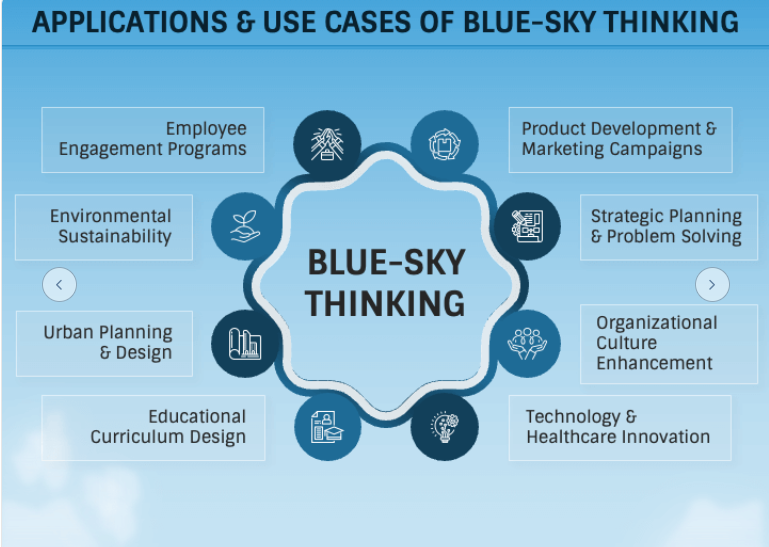 APPLICATIONS & USE CASES OF BLUE-SKY THINKING
Employee
Engagement Programs
Product Development &
Marketing Campaigns
Environmental
Sustainability
Strategic Planning
& Problem Solving
BLUE-SKY
THINKING
Urban Planning
& Design
Organizational
Culture
Enhancement
Educational
Curriculum Design
Technology &
Healthcare Innovation